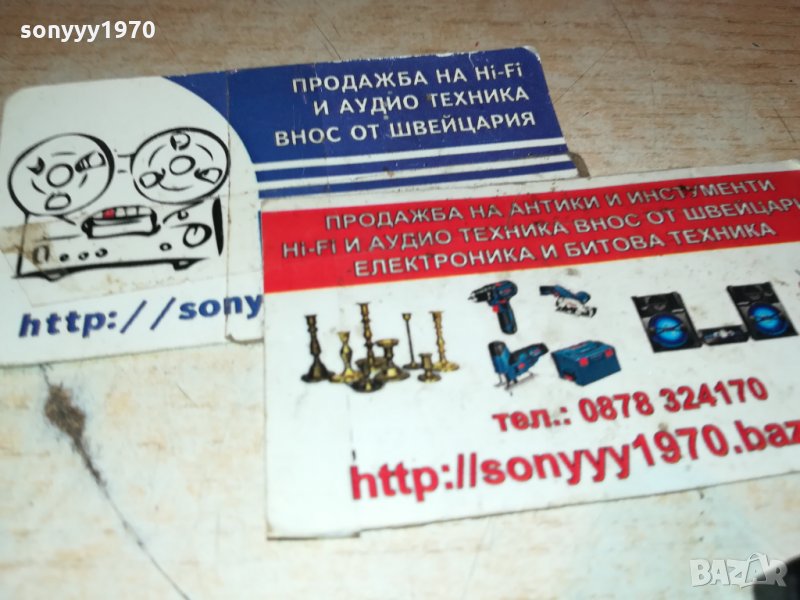 sonyyy1970
ПРОДАЖБА НА Hi-Fi
И АУДИО ТЕХНИКА
ВНОС ОТ ШВЕЙЦАРИЯ
http://sony
ПРОДАЖБА НА АНТИКИ И ИНСТУМЕНТИ
Hi-Fi И АУДИО ТЕХНИКА ВНОС ОТ ШВЕЙЦАРИ
ЕЛЕКТРОНИКА И БИТОВА ТЕХНИКА
тел.: 0878 324170
http://sonyyy1970.baz
BAZAR